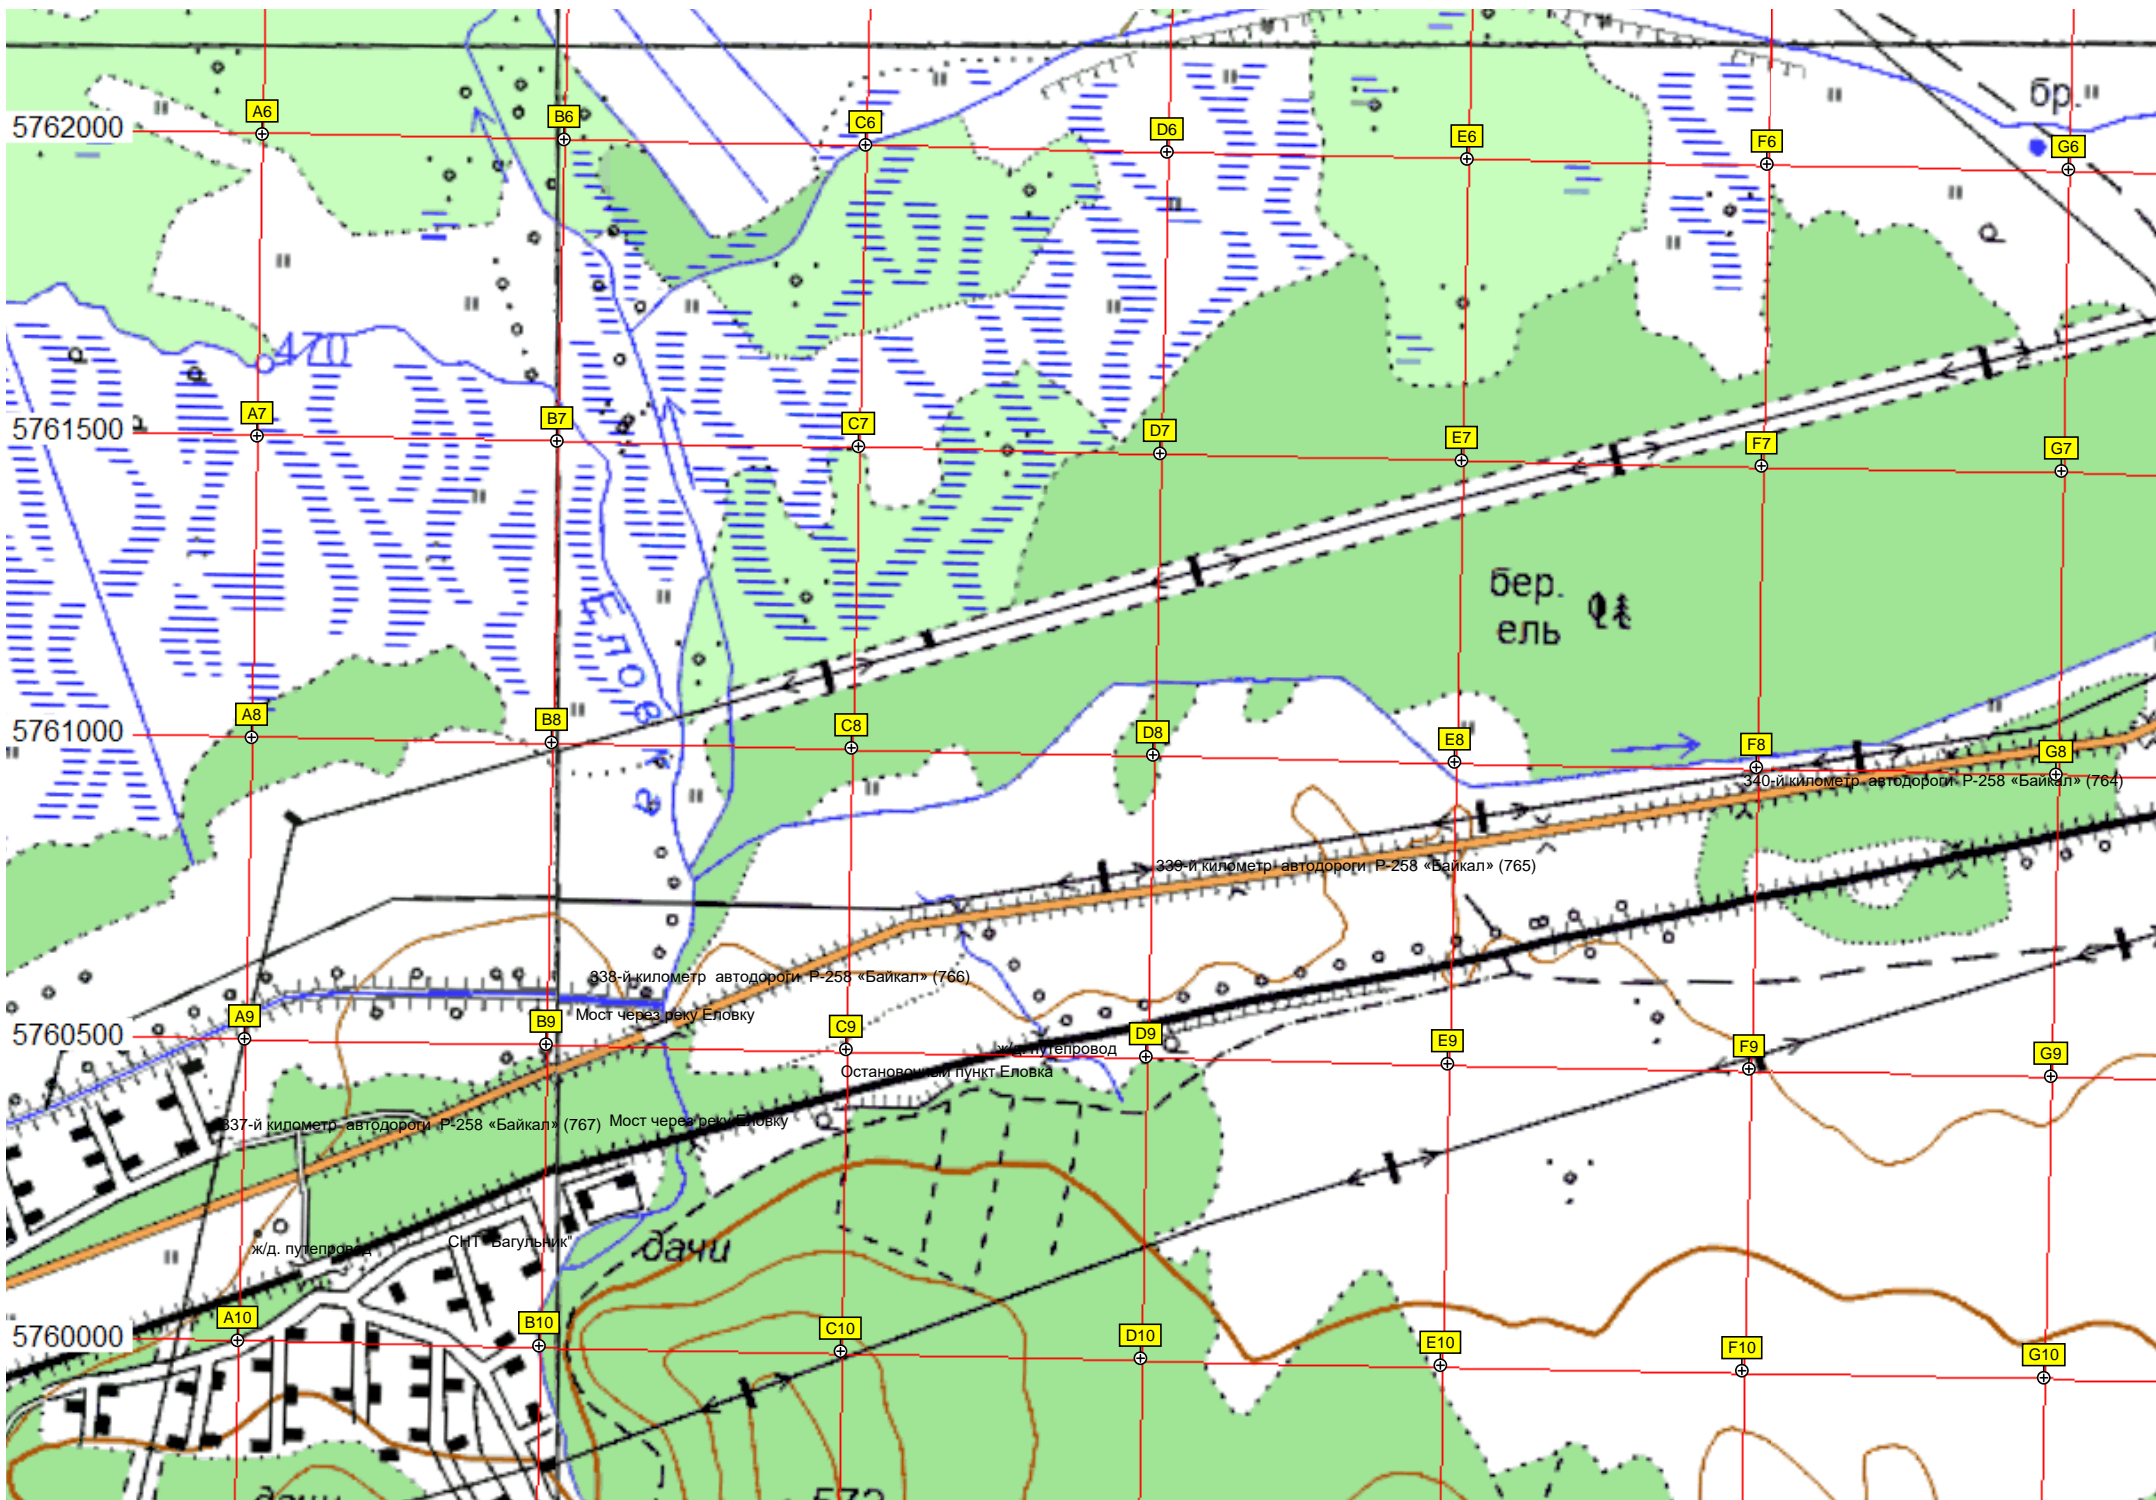 A6
B6
C6
D6
E6
F6
G6
5762000
бр.
470
A7
B7
C7
D7
E7
F7
G7
5761500
бер.
ель
Еловка
A8
B8
C8
D8
E8
F8
G8
5761000
340-й километр автодороги Р-258 «Байкал» (764)
339-й километр автодороги Р-258 «Байкал» (765)
338-й километр автодороги Р-258 «Байкал» (766)
Мост через реку Еловку
A9
B9
C9
D9
E9
F9
G9
5760500
ж/д. путепровод
Остановочный пункт Еловка
337-й километр автодороги Р-258 «Байкал» (767)
Мост через реку Еловку
ж/д. путепровод
СНТ "Багульник"
дачи
A10
B10
C10
D10
E10
F10
G10
5760000
дачи
573